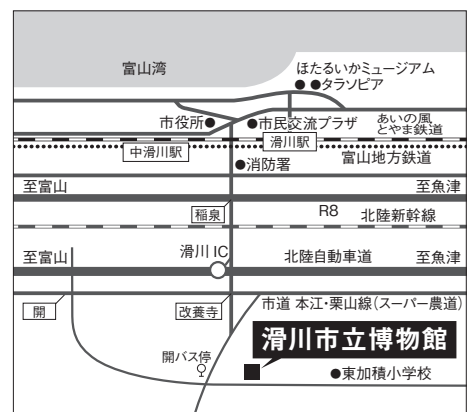 富山湾
ほたるいかミュージアム
タラソピア
市役所
市民交流プラザ
あいの風
とやま鉄道
滑川駅
中滑川駅
富山地方鉄道
消防署
至富山
至魚津
稲泉
R8
北陸新幹線
至富山
滑川IC
北陸自動車道
至魚津
開
改養寺
市道 本江・栗山線（スーパー農道）
滑川市立博物館
開バス停
東加積小学校